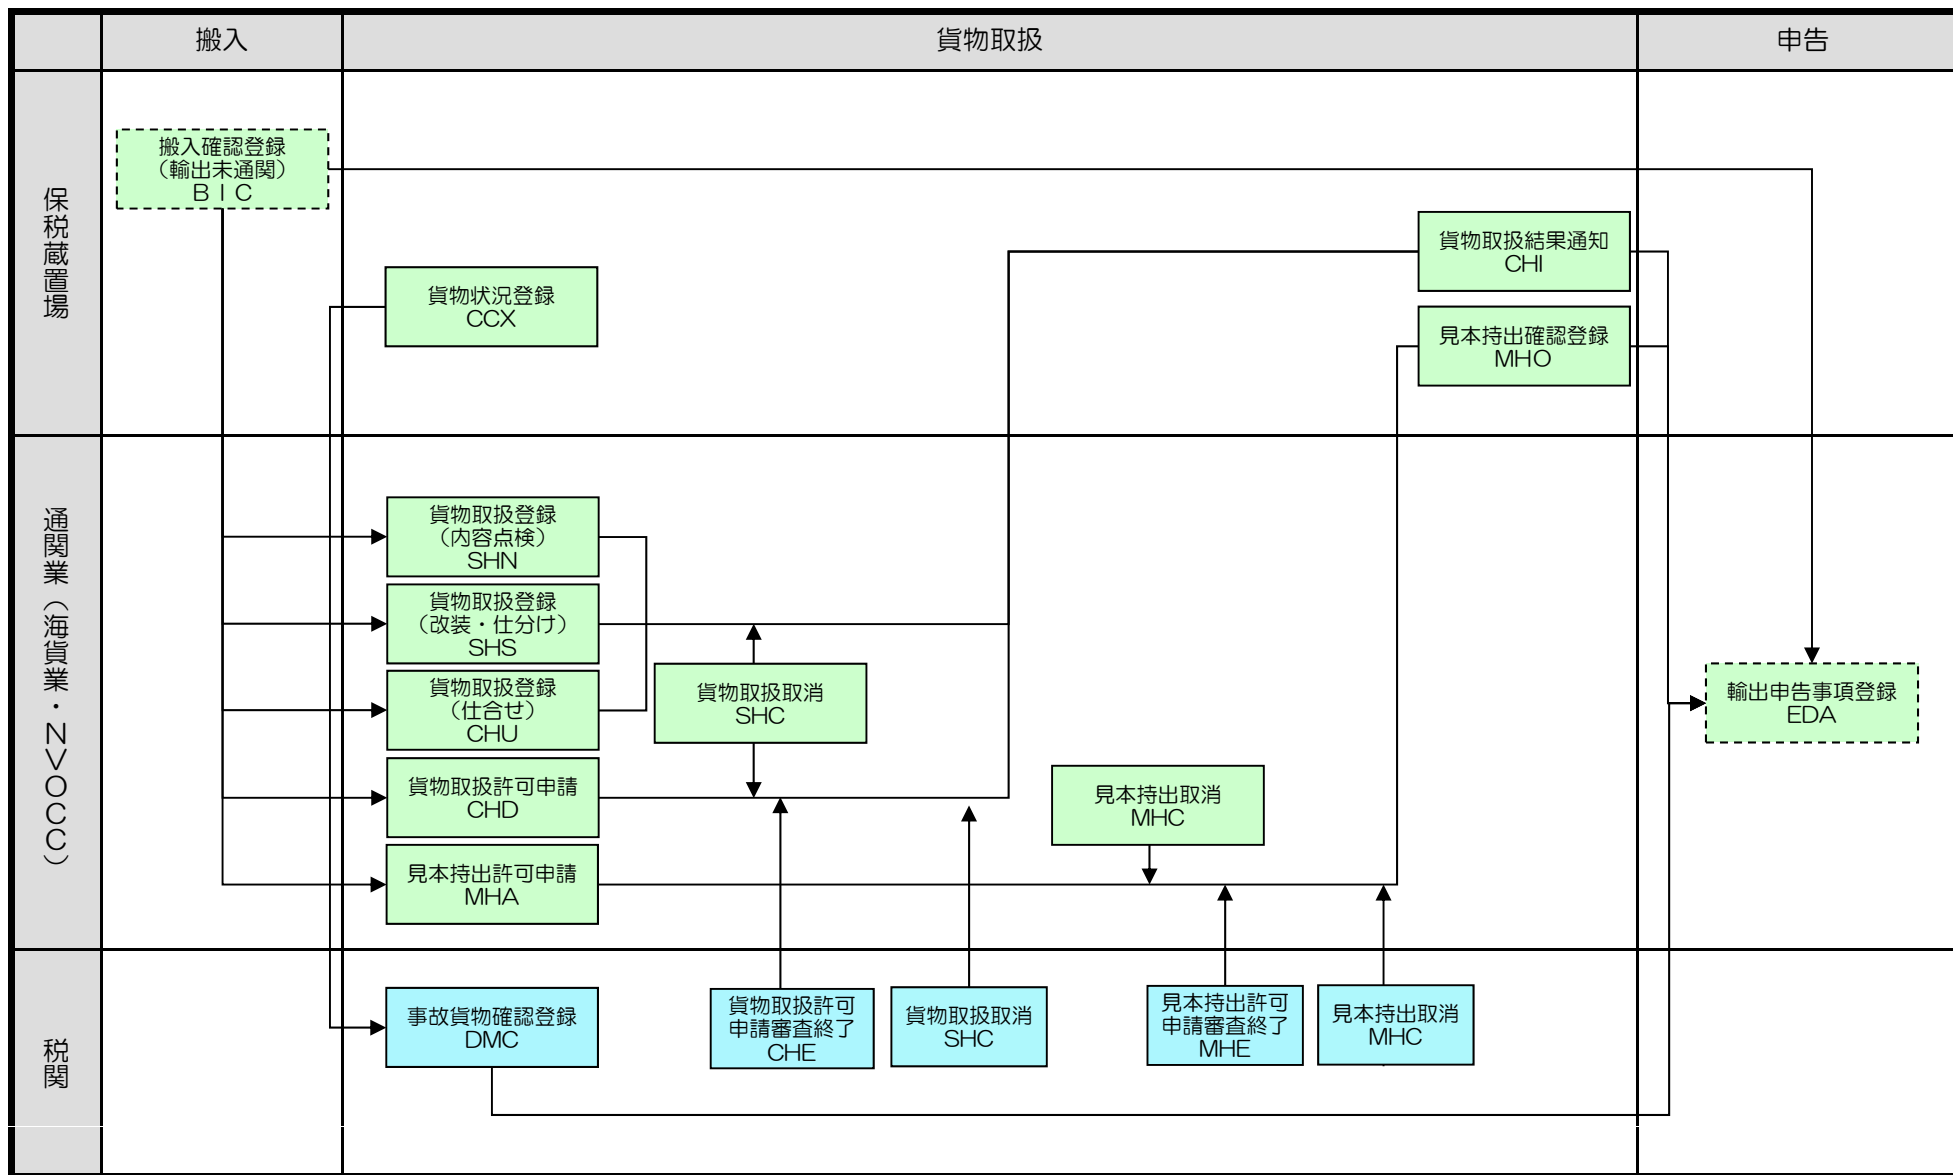 搬入
貨物取扱
申告
保税蔵置場
搬入確認登録
（輸出未通関）
ＢＩＣ
貨物取扱結果通知
CHI
貨物状況登録
CCX
見本持出確認登録
MHO
通関業（海貨業・ＮＶＯＣＣ）
貨物取扱登録
（内容点検）
SHN
貨物取扱登録
（改装・仕分け）
SHS
貨物取扱登録
（仕合せ）
CHU
貨物取扱取消
SHC
輸出申告事項登録
EDA
貨物取扱許可申請
CHD
見本持出取消
MHC
見本持出許可申請
MHA
税関
事故貨物確認登録
DMC
貨物取扱許可
申請審査終了
CHE
貨物取扱取消
SHC
見本持出許可
申請審査終了
MHE
見本持出取消
MHC